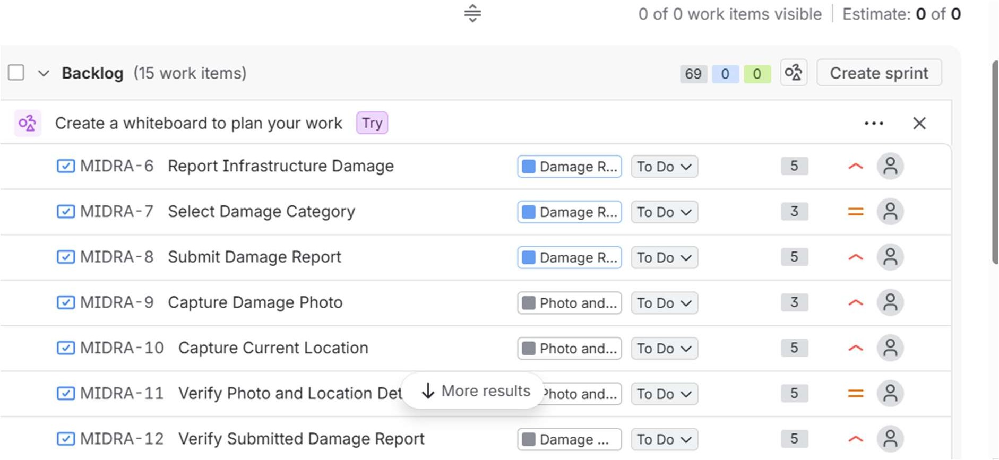 0 of 0 work items visible Estimate: 0 of 0
Backlog (15 work items) 69 0 0 Create sprint
Create a whiteboard to plan your work Try
MIDRA-6 Report Infrastructure Damage Damage R... To Do 5
MIDRA-7 Select Damage Category Damage R... To Do 3
MIDRA-8 Submit Damage Report Damage R... To Do 5
MIDRA-9 Capture Damage Photo Photo and... To Do 3
MIDRA-10 Capture Current Location Photo and... To Do 5
MIDRA-11 Verify Photo and Location Det More results Photo and... To Do 5
MIDRA-12 Verify Submitted Damage Report Damage ... To Do 5